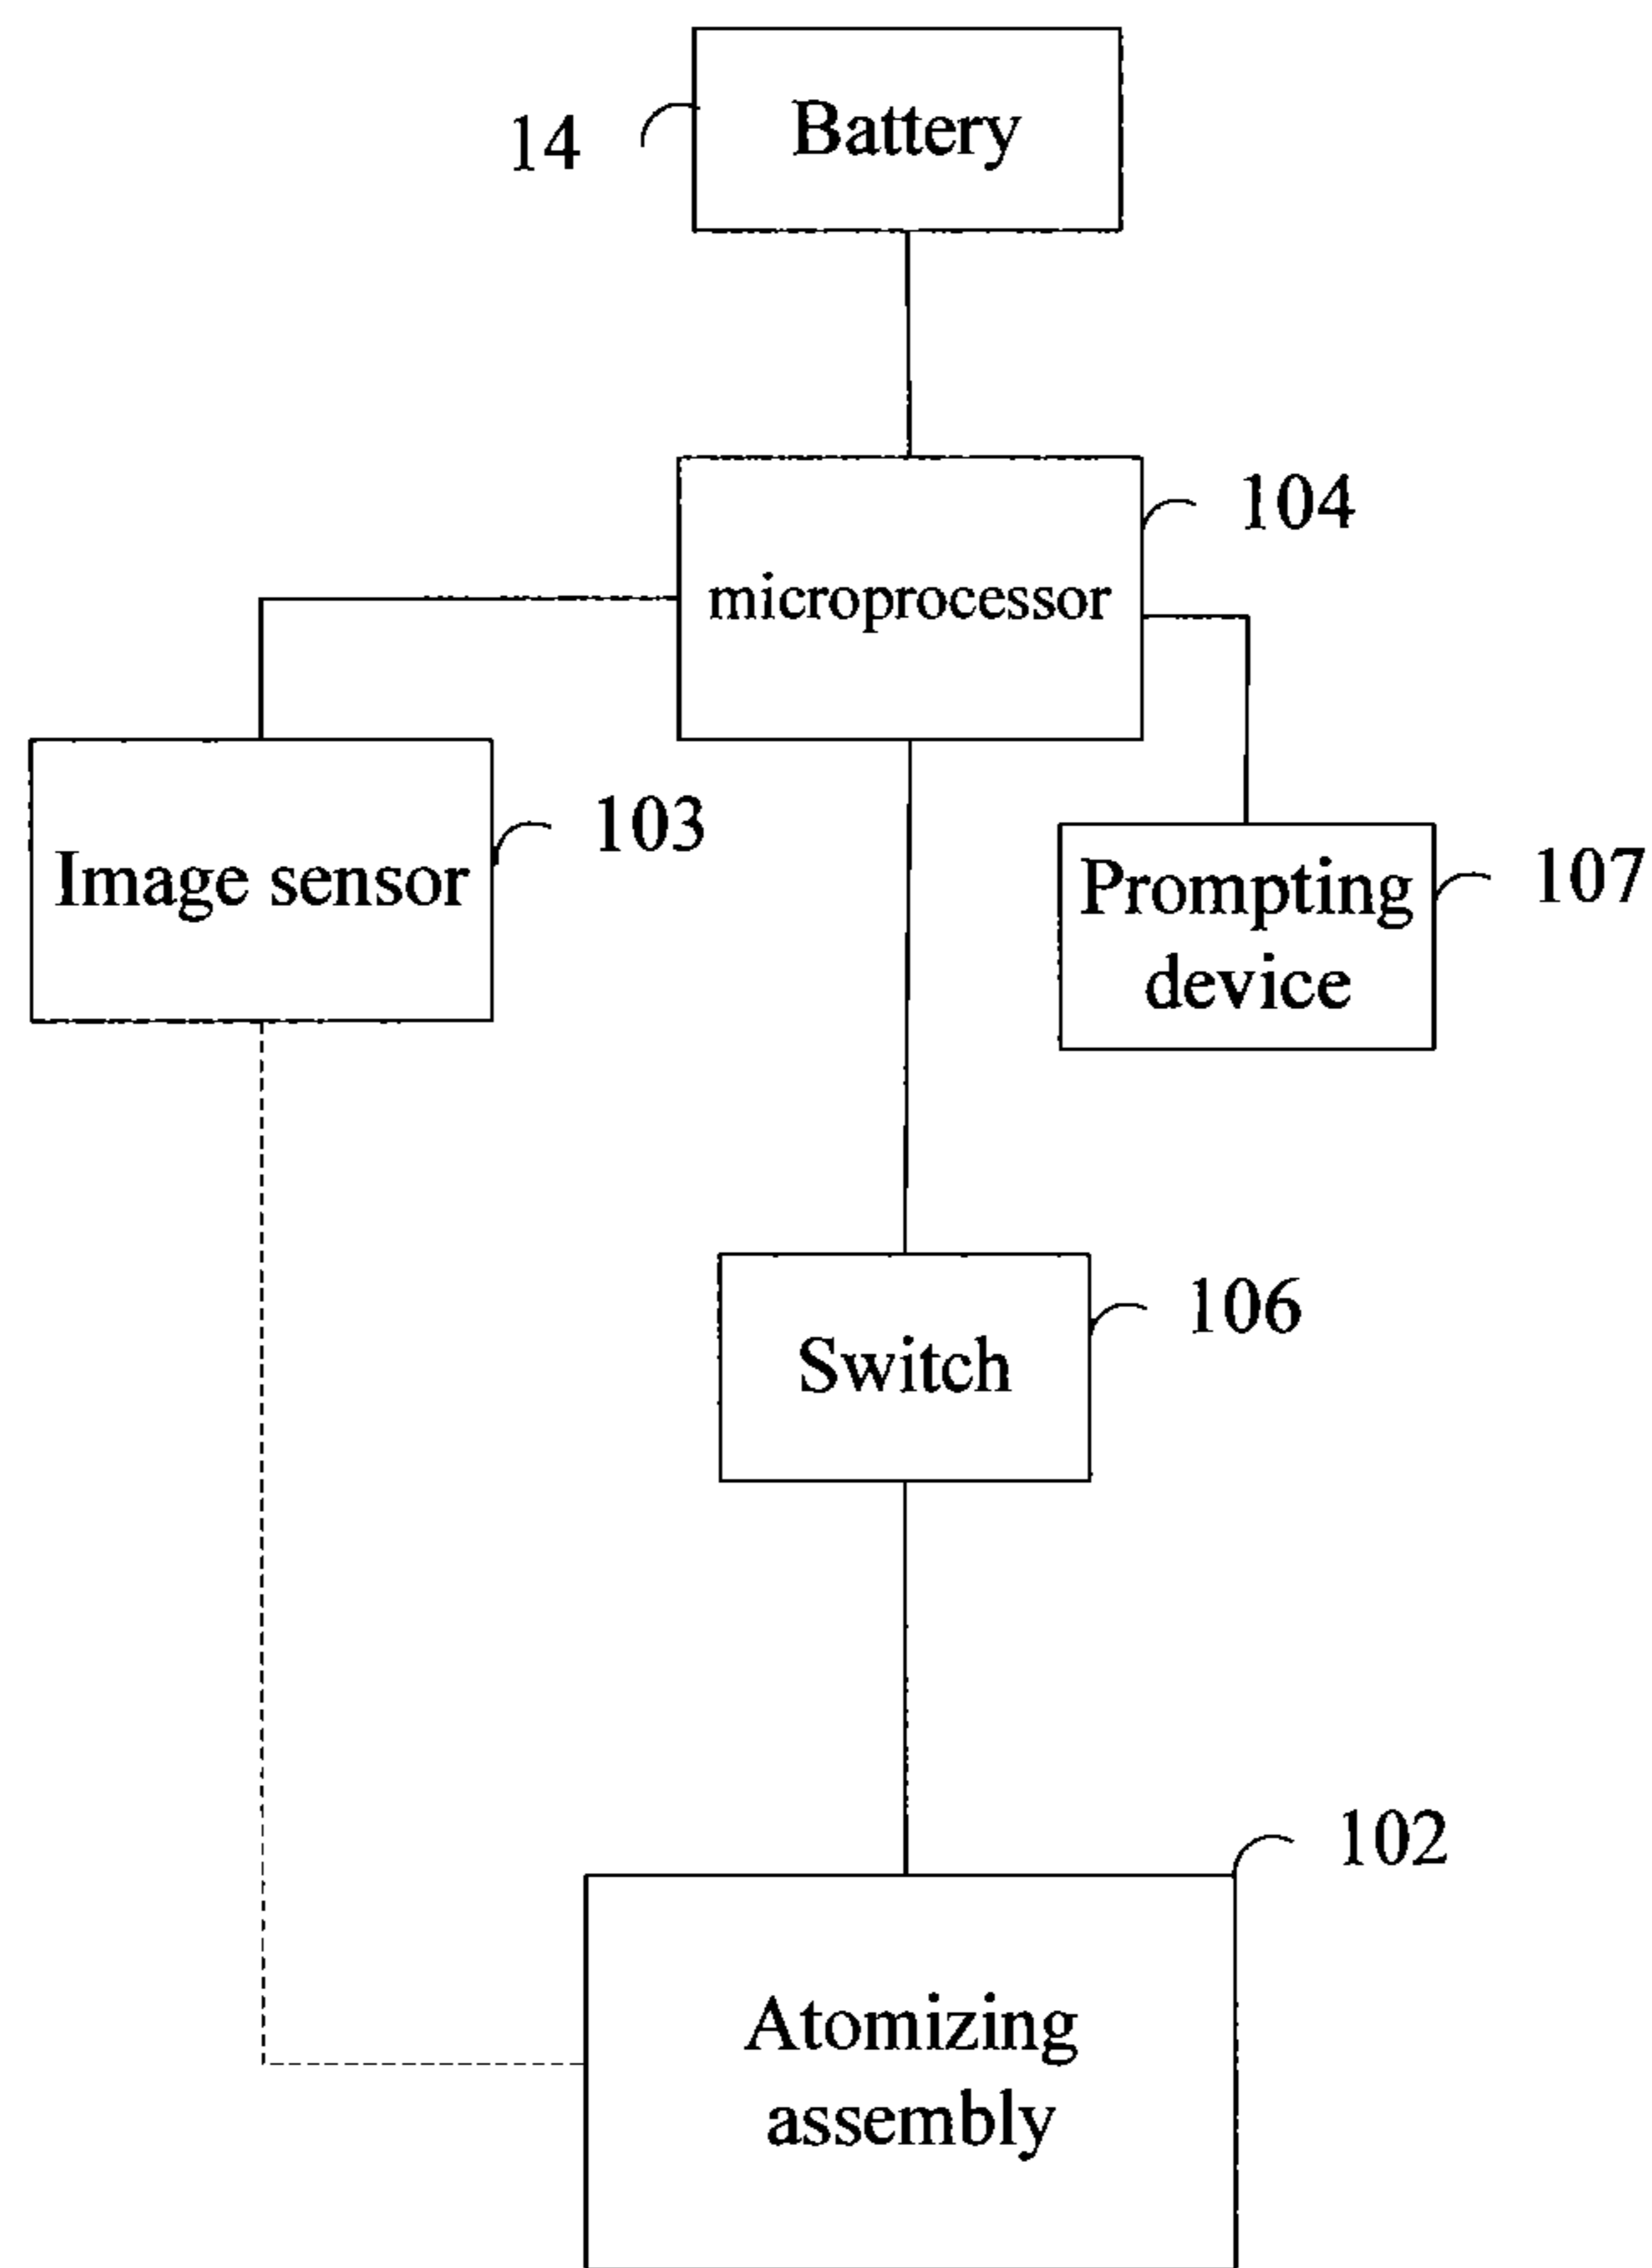 Battery
14
104
microprocessor
103
Image sensor
107
Prompting
device
106
Switch
102
Atomizing
assembly